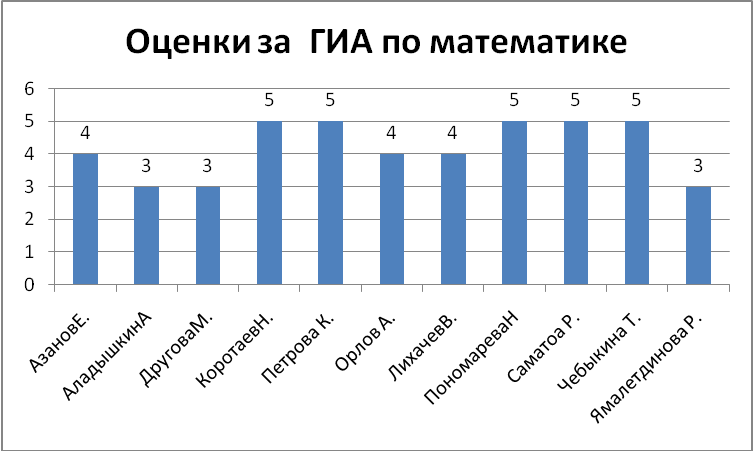 Оценки за ГИА по математике
6
5
4
3
2
1
0
4
3
3
5
5
4
4
5
5
5
3
АзановЕ.
АладышкинА
ДруговаМ.
КоротаевН.
Петрова К.
Орлов А.
ЛихачевВ.
ПономареваН
Саматоа Р.
Чебыкина Т.
Ямалетдинова Р.